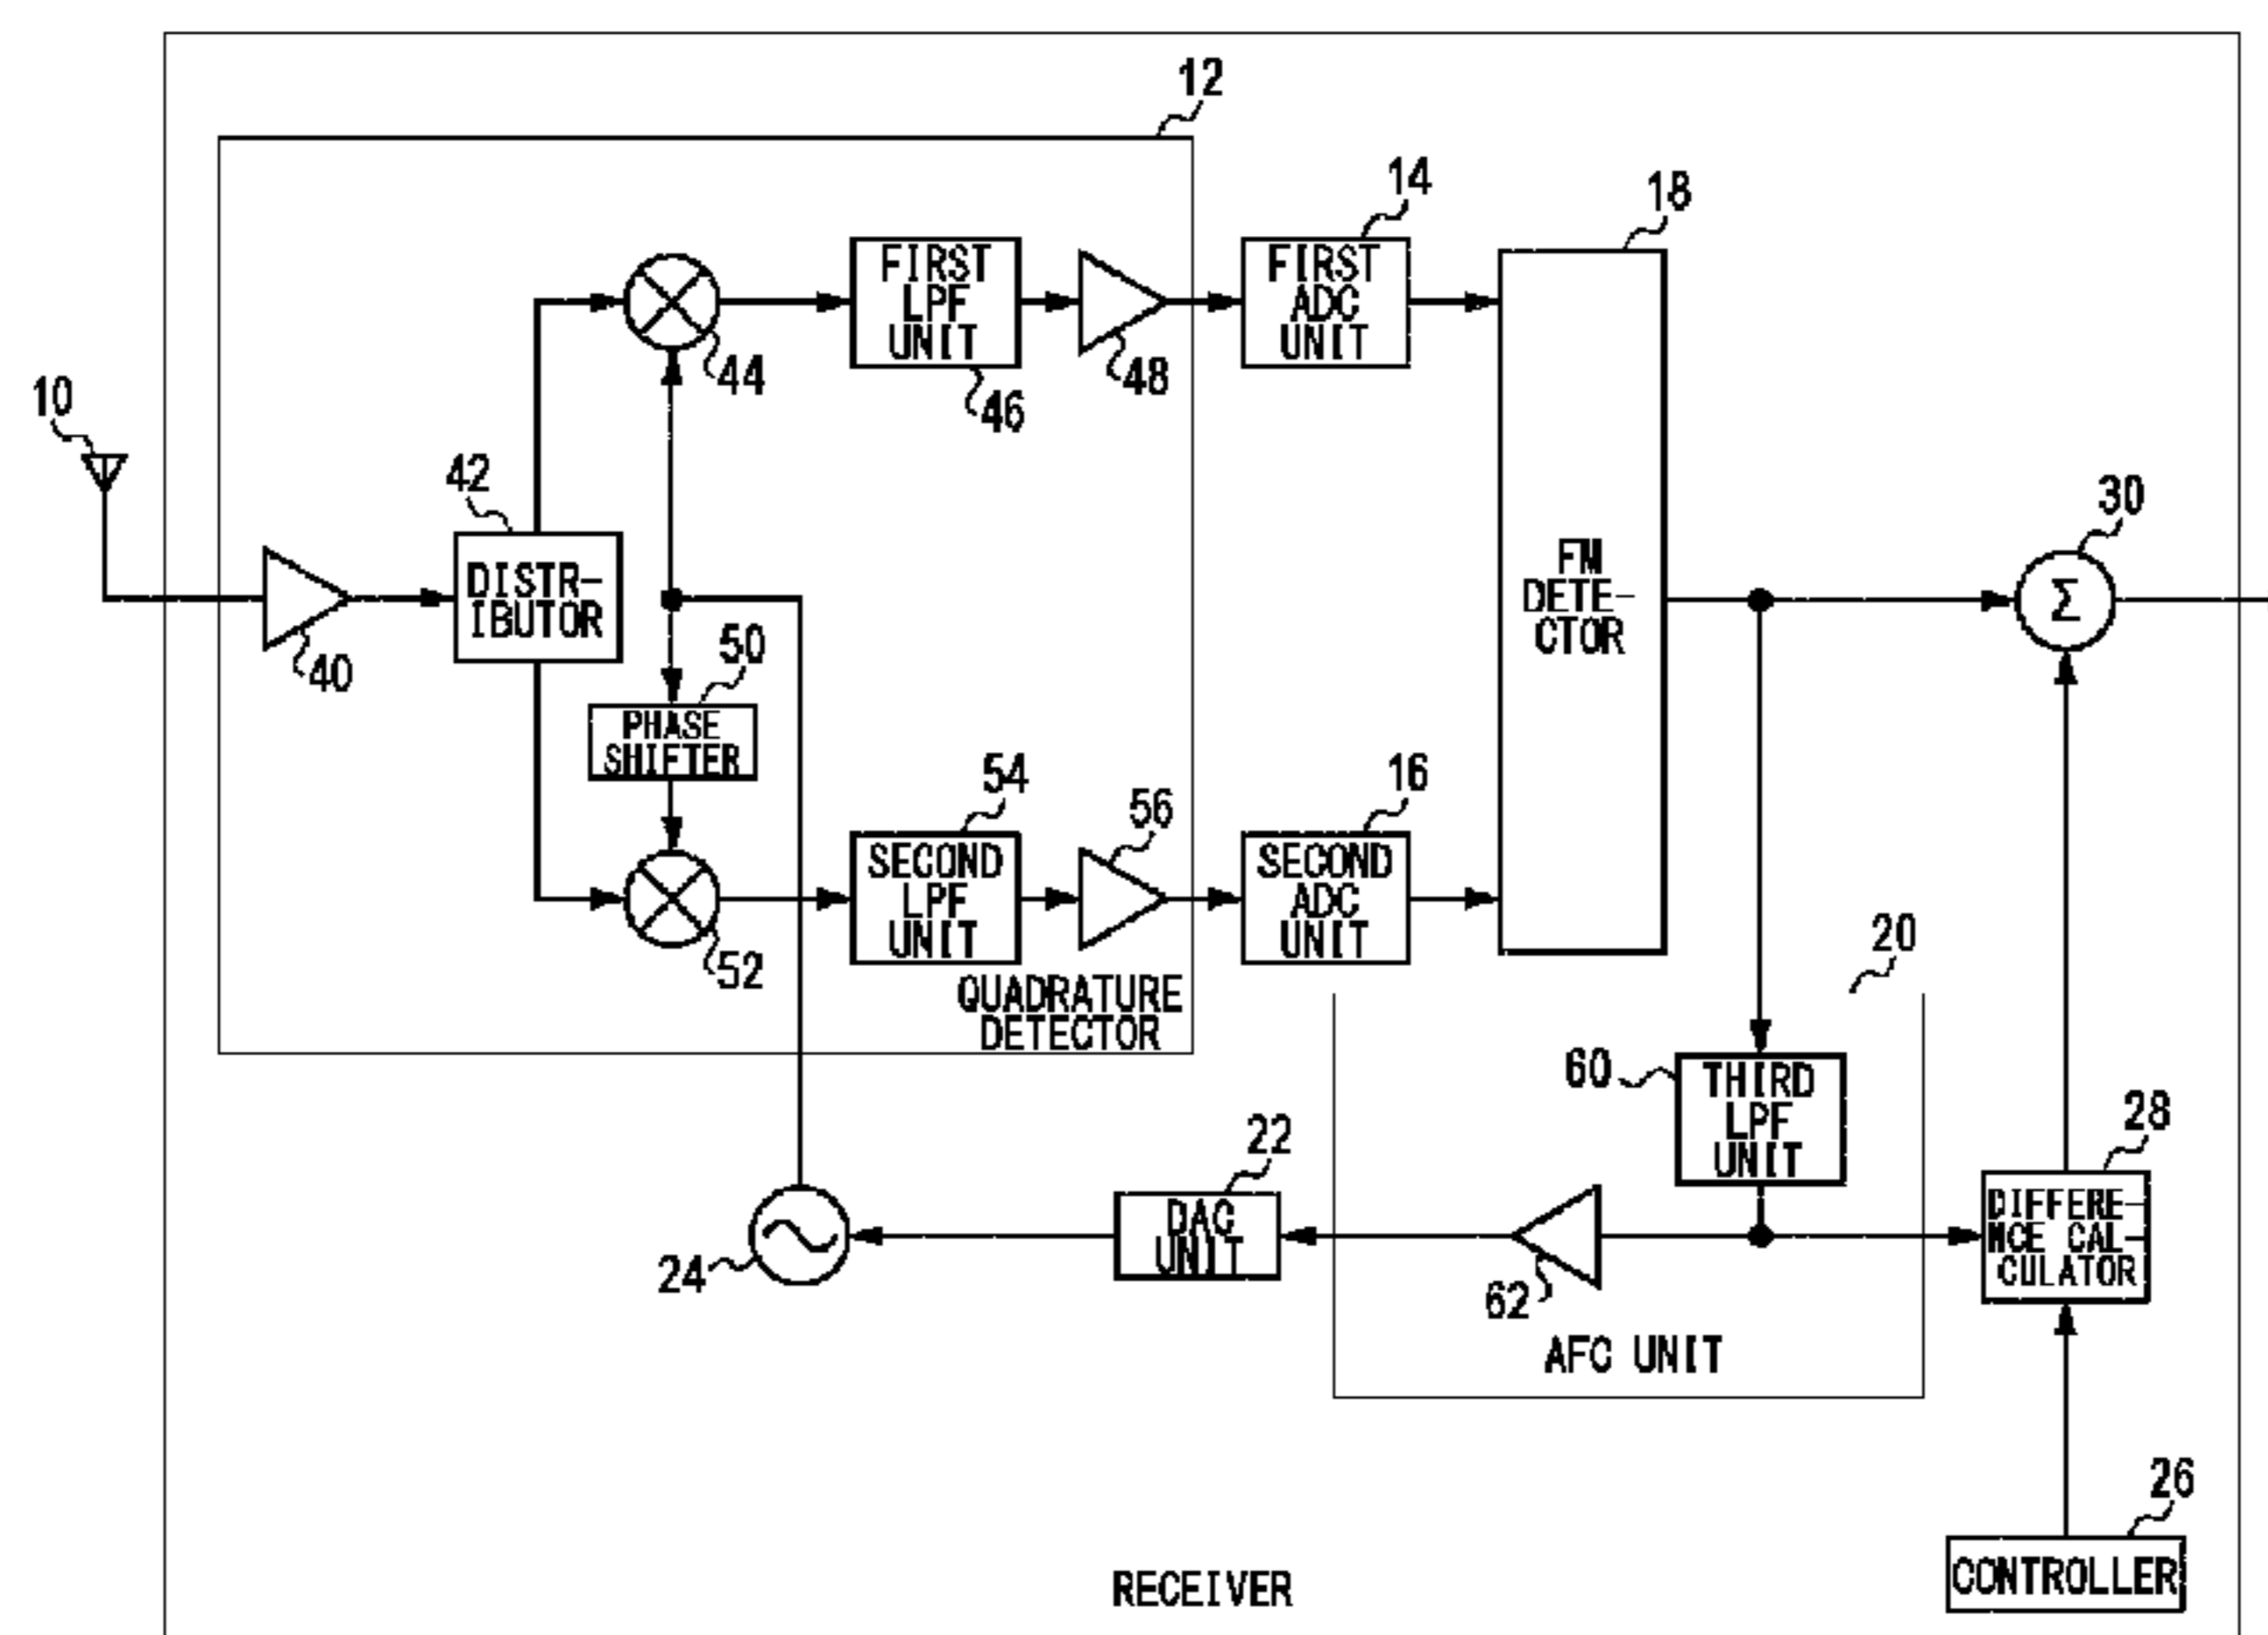 12
14
18
FIRST
LPF
UNIT
FIRST
ADC
UNIT
44
48
46
10
42
30
DISTR-
IBUTOR
FM
DETE-
CTOR
Σ
40
50
PHASE
SHIFTER
54
56
16
SECOND
LPF
UNIT
SECOND
ADC
UNIT
52
20
QUADRATURE
DETECTOR
60
THIRD
LPF
UNIT
28
22
DAC
UNIT
DIFFERE-
NCE CAL-
CULATOR
24
62
AFC UNIT
26
CONTROLLER
RECEIVER